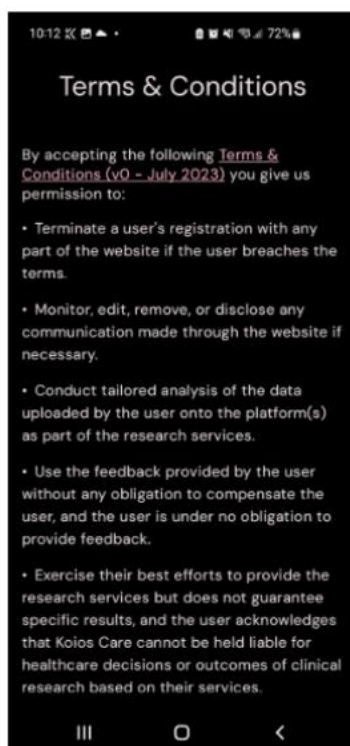 10:12 72%
Terms & Conditions
By accepting the following Terms &
Conditions (v0 - July 2023) you give us
permission to:
• Terminate a user's registration with any
part of the website if the user breaches the
terms.
• Monitor, edit, remove, or disclose any
communication made through the website if
necessary.
• Conduct tailored analysis of the data
uploaded by the user onto the platform(s)
as part of the research services.
• Use the feedback provided by the user
without any obligation to compensate the
user, and the user is under no obligation to
provide feedback.
• Exercise their best efforts to provide the
research services but does not guarantee
specific results, and the user acknowledges
that Koios Care cannot be held liable for
healthcare decisions or outcomes of clinical
research based on their services.